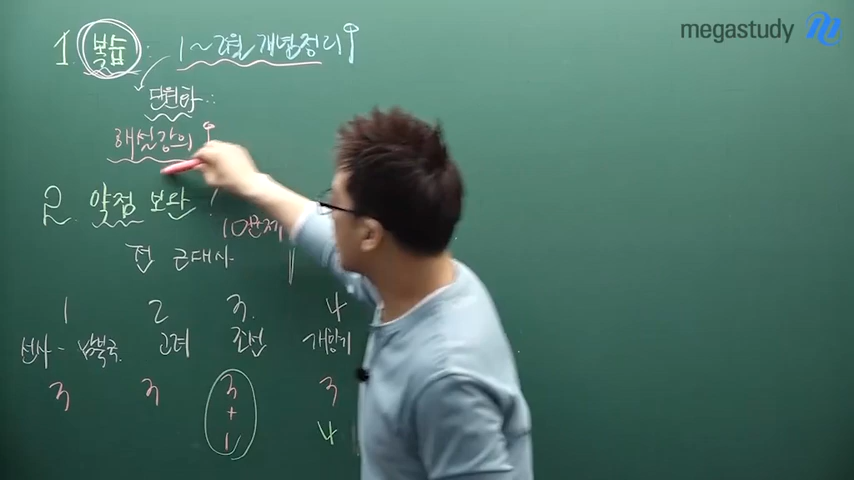 megastudy
1. 복습 : 1~2월 개념정리
단원하..
해설강의
2. 약점 보완!
10문제
전 근대사
1 2 3. 4
선사 - 남북국 고려 조선 개항기
3 3 3 3
+
1 4